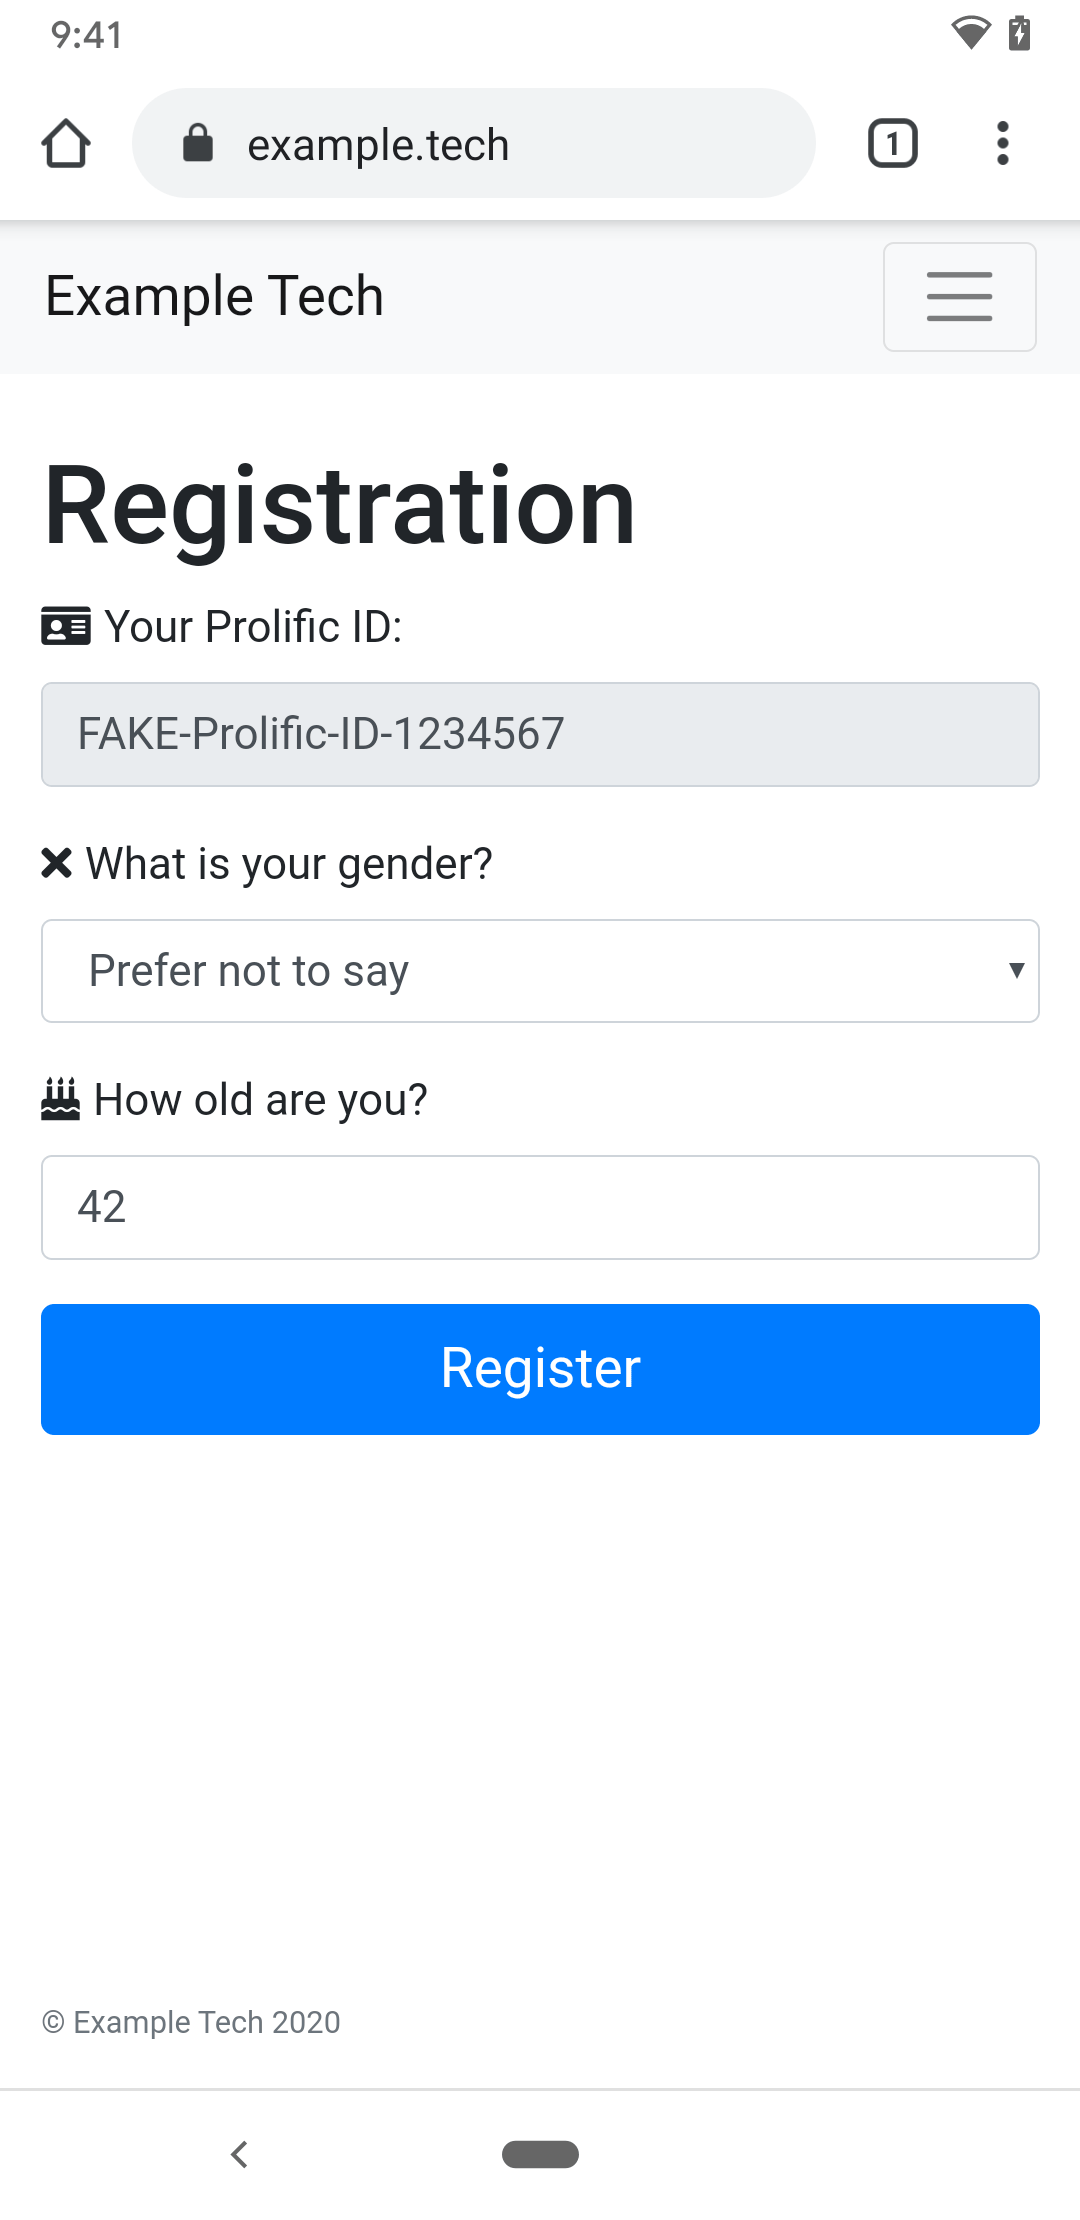 9:41
example.tech
1
Example Tech
Registration
Your Prolific ID:
FAKE-Prolific-ID-1234567
What is your gender?
Prefer not to say
How old are you?
42
Register
© Example Tech 2020